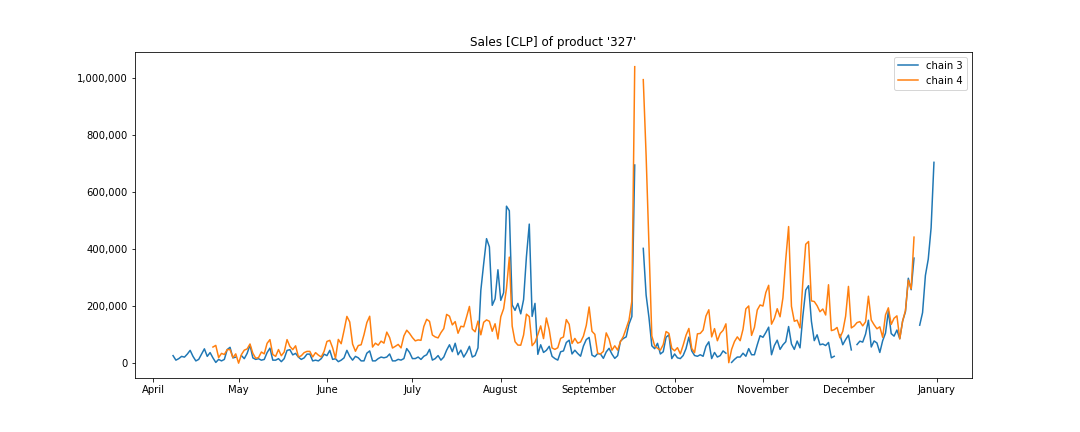 Sales [CLP] of product '327'
1,000,000
800,000
600,000
400,000
200,000
0
chain 3
chain 4
April May June July August September October November December January